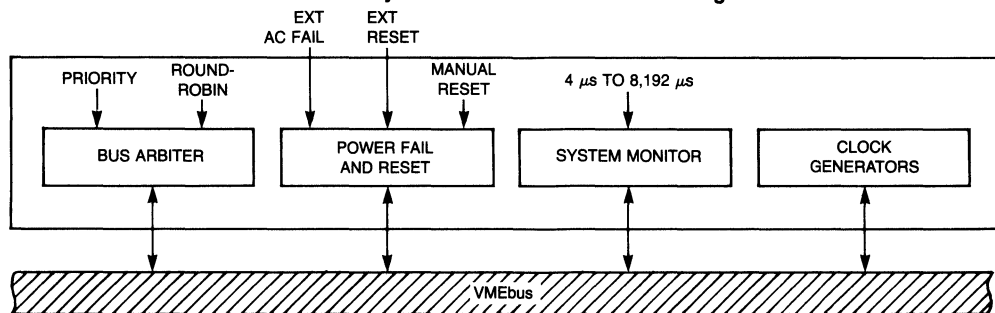 EXT
AC FAIL
EXT
RESET
PRIORITY
ROUND-
ROBIN
MANUAL
RESET
4 μs TO 8,192 μs
BUS ARBITER
POWER FAIL
AND RESET
SYSTEM MONITOR
CLOCK
GENERATORS
VMEbus